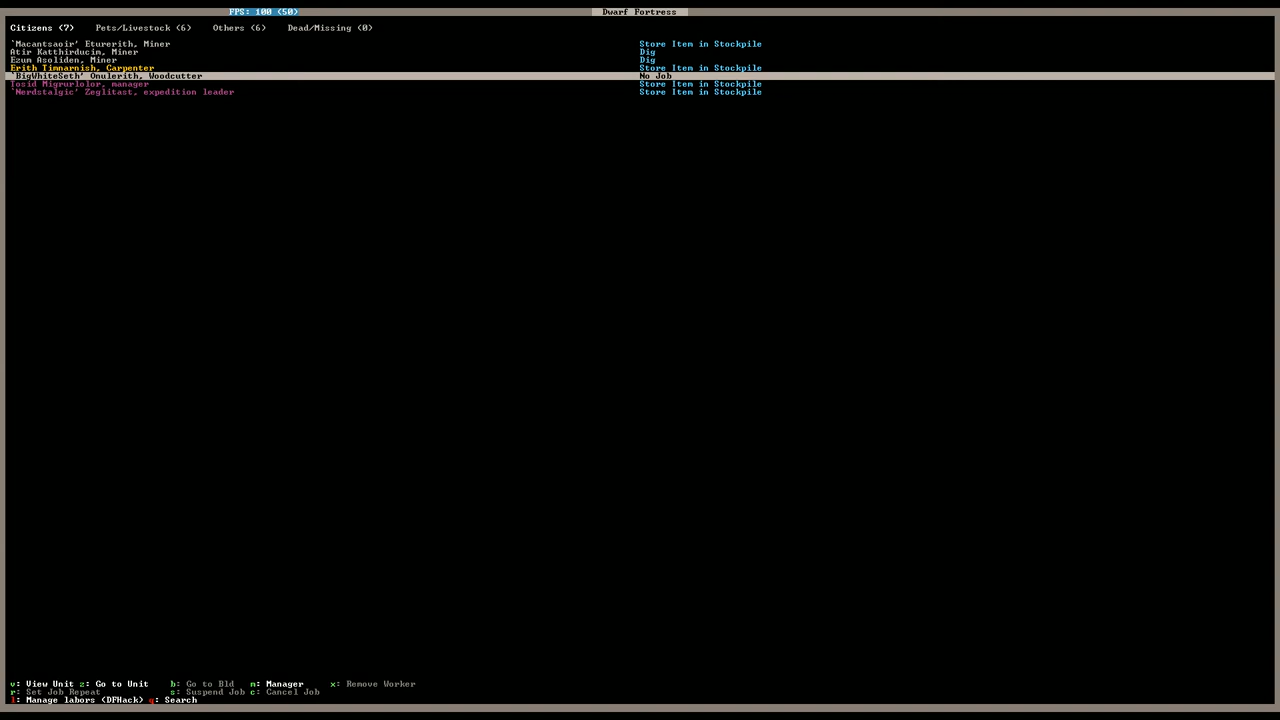 FPS: 100 (50) Dwarf Fortress
Citizens (7) Pets/Livestock (6) Others (6) Dead/Missing (0)
`Macantsaoir' Eturerith, Miner Store Item in Stockpile
Atir Katthirducim, Miner Dig
Ezum Asoliden, Miner Dig
Erith Timnarnish, Carpenter Store Item in Stockpile
`BigWhiteSeth' Onulerith, Woodcutter No Job
Iosid Migrurlolor, manager Store Item in Stockpile
`Nerdstalgic' Zeglitast, expedition leader Store Item in Stockpile
v: View Unit z: Go to Unit b: Go to Bld m: Manager x: Remove Worker
r: Set Job Repeat s: Suspend Job c: Cancel Job
l: Manage labors (DFHack) q: Search